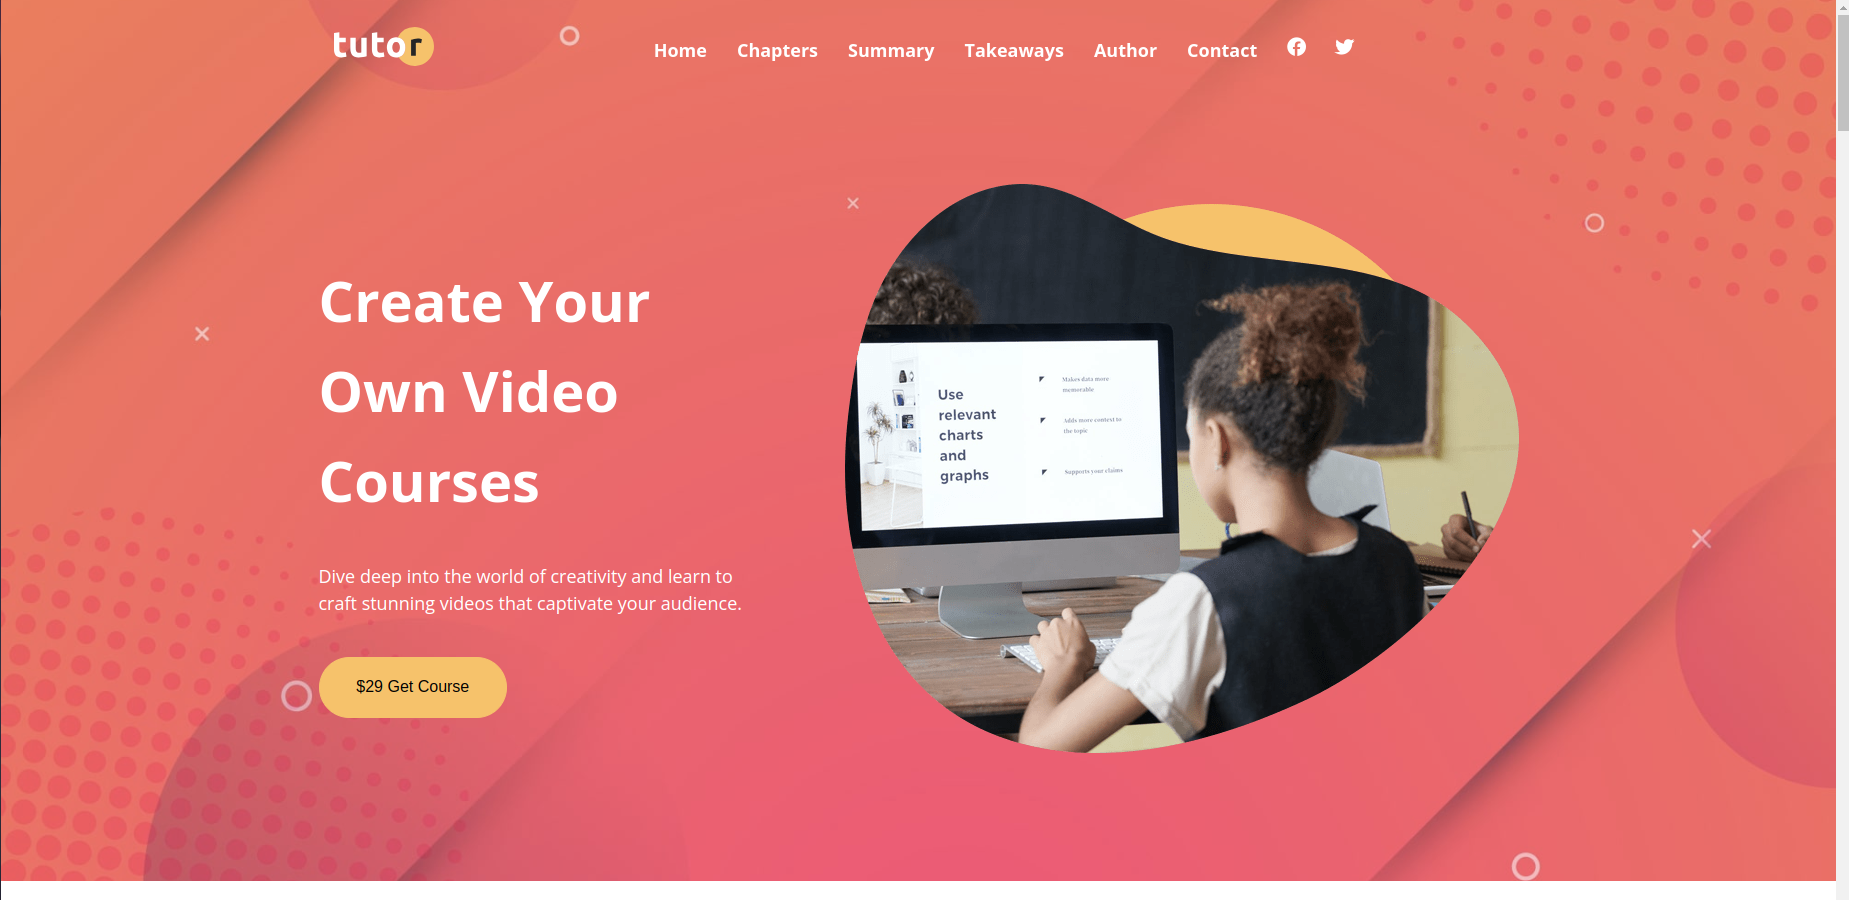 tutor
Home Chapters Summary Takeaways Author Contact
Create Your
Own Video
Courses
Dive deep into the world of creativity and learn to
craft stunning videos that captivate your audience.
$29 Get Course
Use
relevant
charts
and
graphs
Makes data more
memorable
Adds more context to
the topic
Supports your claims